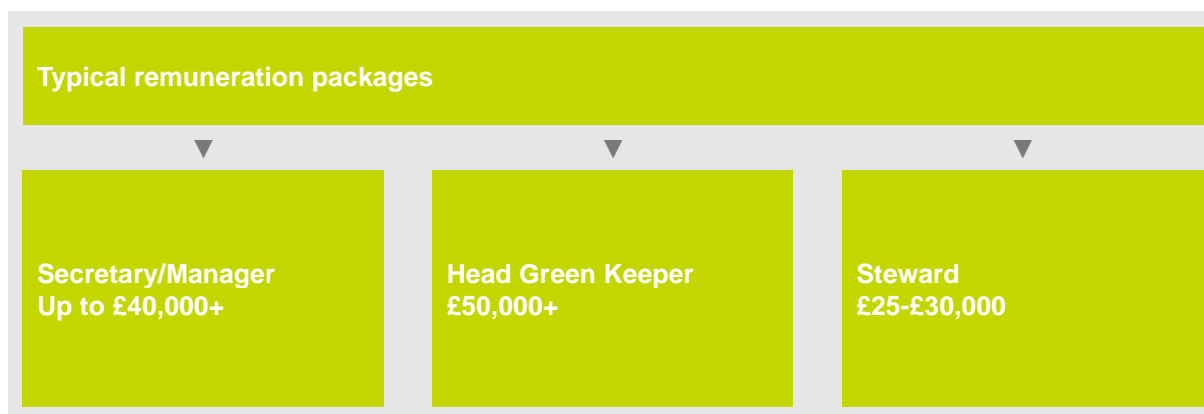 Typical remuneration packages
Secretary/Manager
Up to £40,000+
Head Green Keeper
£50,000+
Steward
£25-£30,000